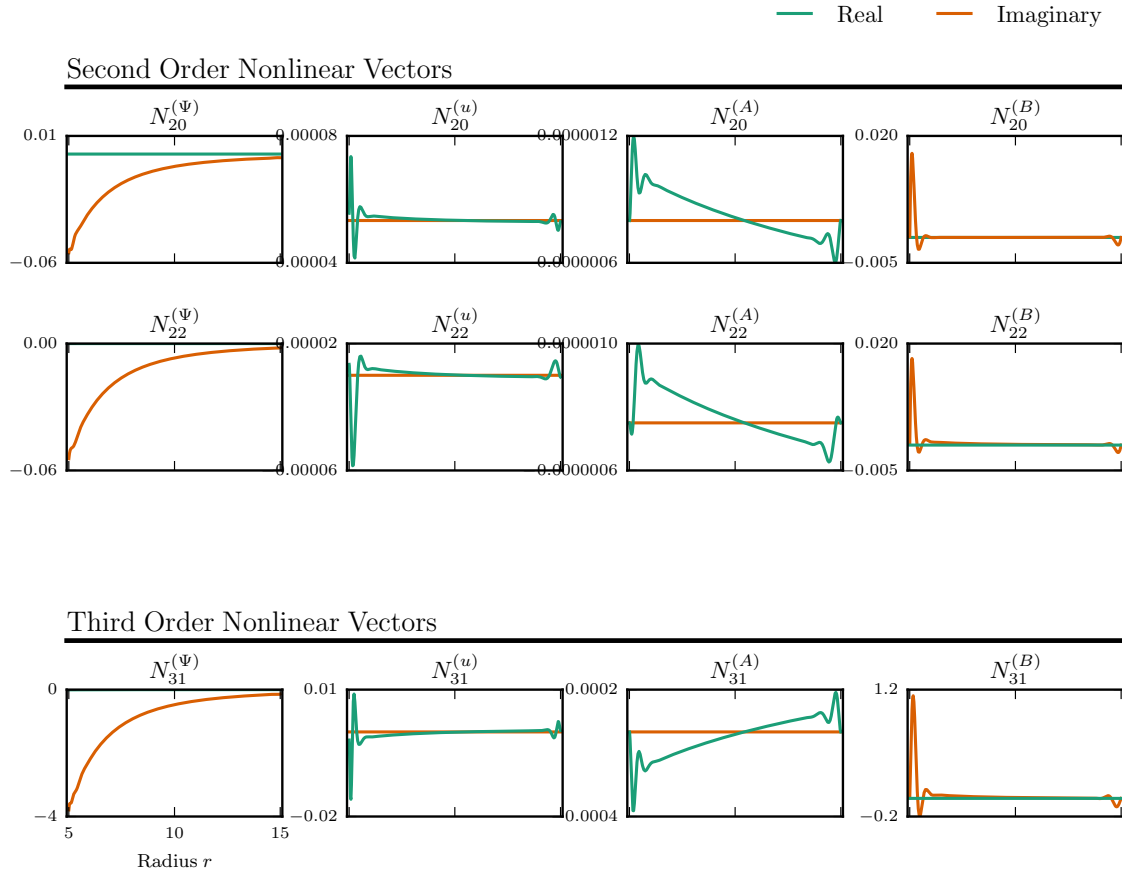 Real Imaginary
Second Order Nonlinear Vectors
N_{20}^{(Ψ)} N_{20}^{(u)} N_{20}^{(A)} N_{20}^{(B)}
0.01 0.00008 0.0000012 0.020
−0.06 −0.00004 −0.0000006 −0.005
N_{22}^{(Ψ)} N_{22}^{(u)} N_{22}^{(A)} N_{22}^{(B)}
0.00 0.00002 0.0000010 0.020
−0.06 −0.00006 −0.0000006 −0.005
Third Order Nonlinear Vectors
N_{31}^{(Ψ)} N_{31}^{(u)} N_{31}^{(A)} N_{31}^{(B)}
0 0.01 0.0002 1.2
−4 −0.02 −0.0004 −0.2
5 10 15
Radius r